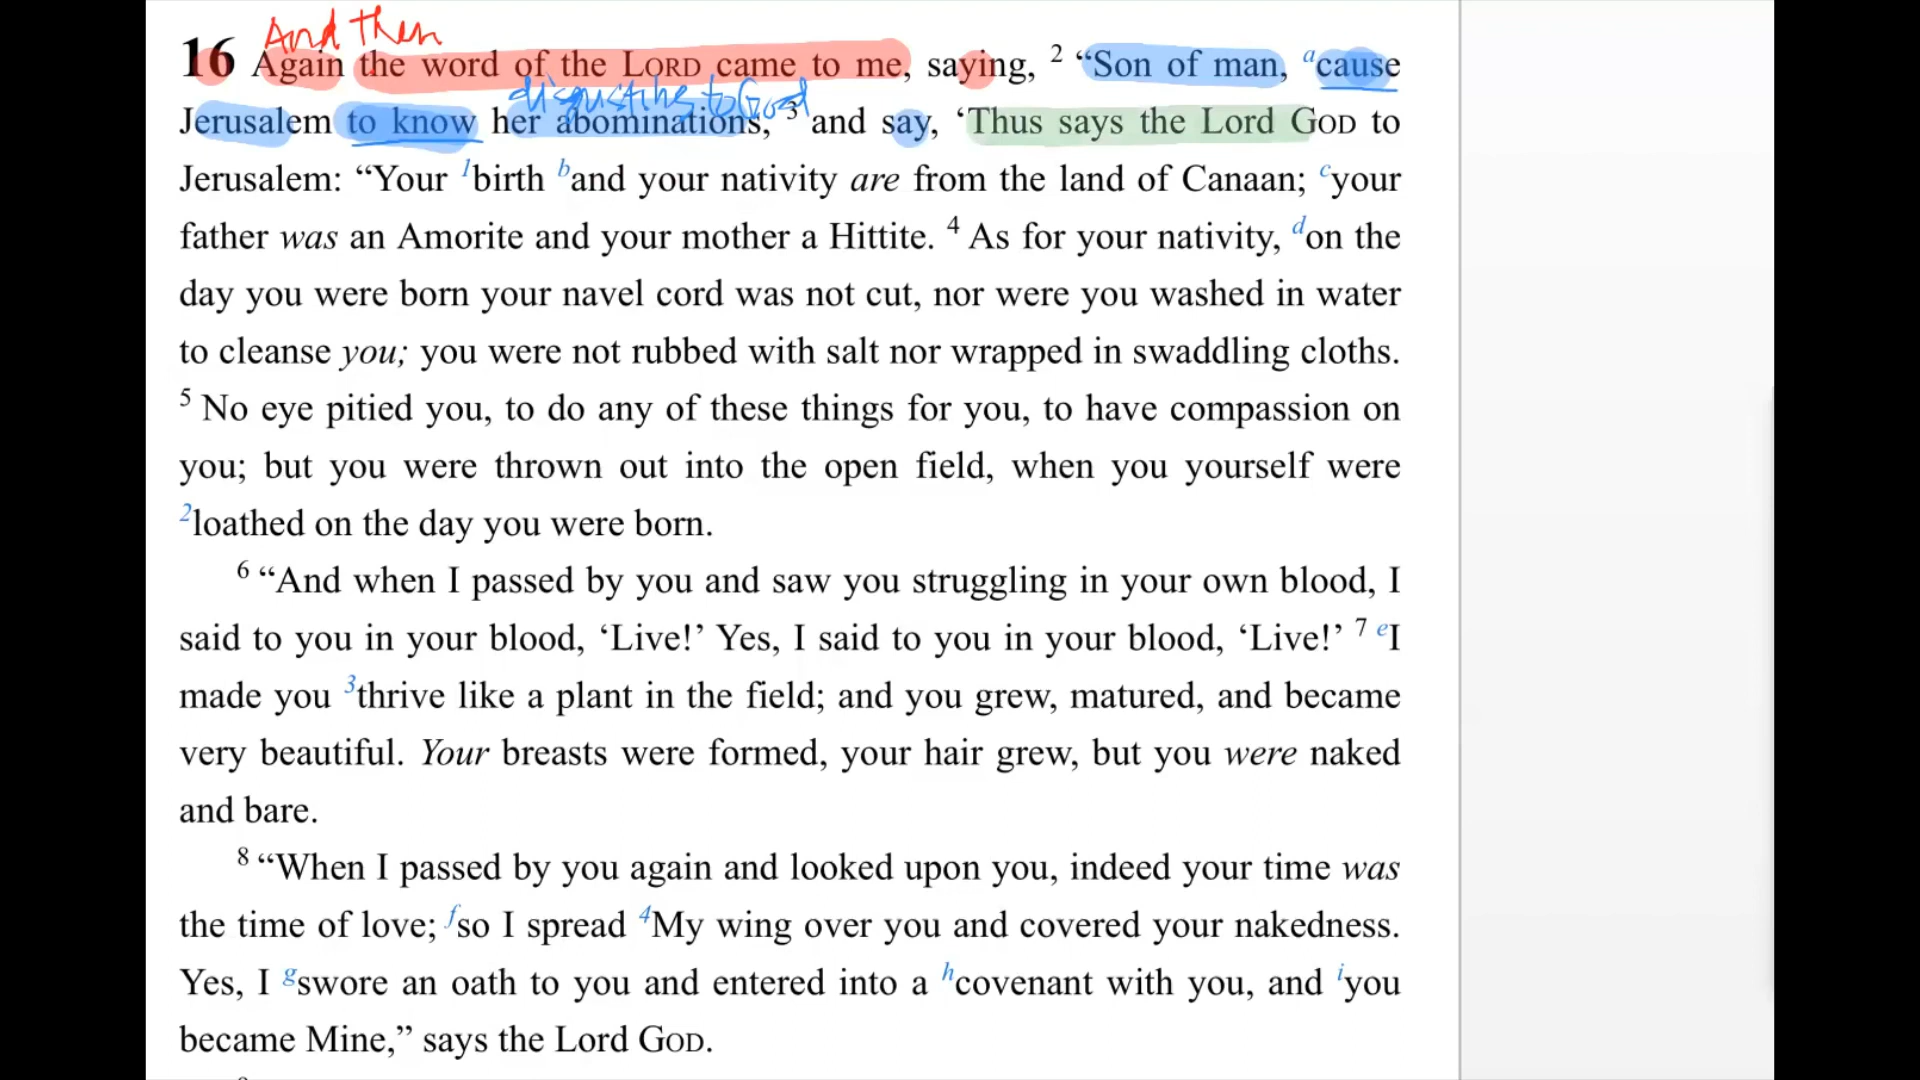 And then
16 Again the word of the LORD came to me, saying, 2 “Son of man, a cause
disgusting to God
Jerusalem to know her abominations, 3 and say, ‘Thus says the Lord GOD to
Jerusalem: “Your 1birth b and your nativity are from the land of Canaan; c your
father was an Amorite and your mother a Hittite. 4 As for your nativity, d on the
day you were born your navel cord was not cut, nor were you washed in water
to cleanse you; you were not rubbed with salt nor wrapped in swaddling cloths.
5 No eye pitied you, to do any of these things for you, to have compassion on
you; but you were thrown out into the open field, when you yourself were
2loathed on the day you were born.
6 “And when I passed by you and saw you struggling in your own blood, I
said to you in your blood, ‘Live!’ Yes, I said to you in your blood, ‘Live!’ 7 e I
made you 3thrive like a plant in the field; and you grew, matured, and became
very beautiful. Your breasts were formed, your hair grew, but you were naked
and bare.
8 “When I passed by you again and looked upon you, indeed your time was
the time of love; f so I spread 4My wing over you and covered your nakedness.
Yes, I g swore an oath to you and entered into a h covenant with you, and i you
became Mine,” says the Lord GOD.